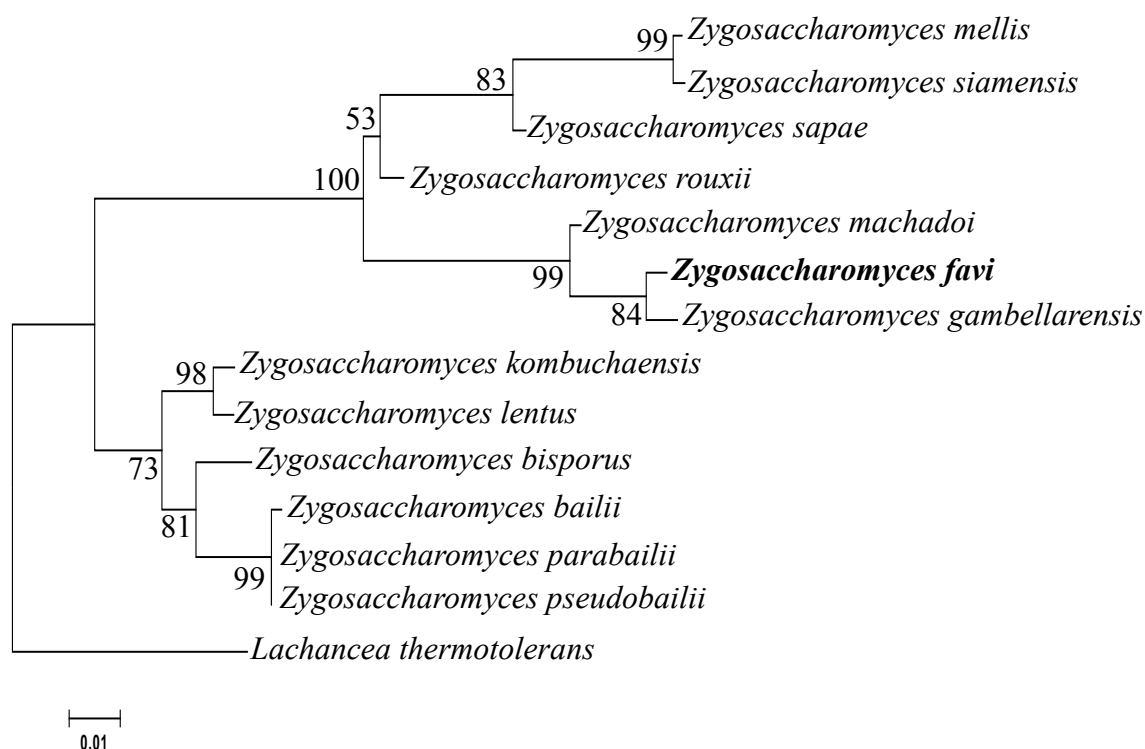 99 Zygosaccharomyces mellis
Zygosaccharomyces siamensis
83
Zygosaccharomyces sapae
53
Zygosaccharomyces rouxii
100
Zygosaccharomyces machadoi
99
Zygosaccharomyces favi
84
Zygosaccharomyces gambellarensis
98
Zygosaccharomyces kombuchaensis
Zygosaccharomyces lentus
73
Zygosaccharomyces bisporus
81
Zygosaccharomyces bailii
Zygosaccharomyces parabailii
99
Zygosaccharomyces pseudobailii
Lachancea thermotolerans
0.01